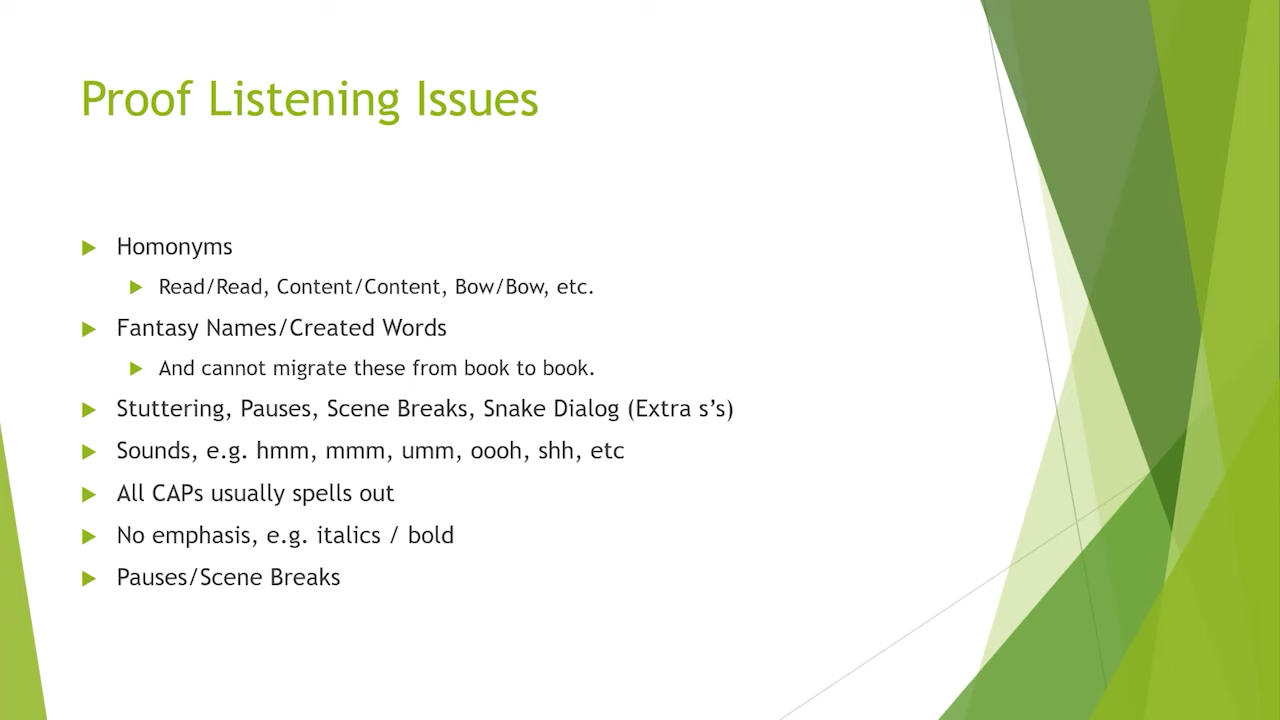 Proof Listening Issues
Homonyms
Read/Read, Content/Content, Bow/Bow, etc.
Fantasy Names/Created Words
And cannot migrate these from book to book.
Stuttering, Pauses, Scene Breaks, Snake Dialog (Extra s’s)
Sounds, e.g. hmm, mmm, umm, oooh, shh, etc
All CAPs usually spells out
No emphasis, e.g. italics / bold
Pauses/Scene Breaks